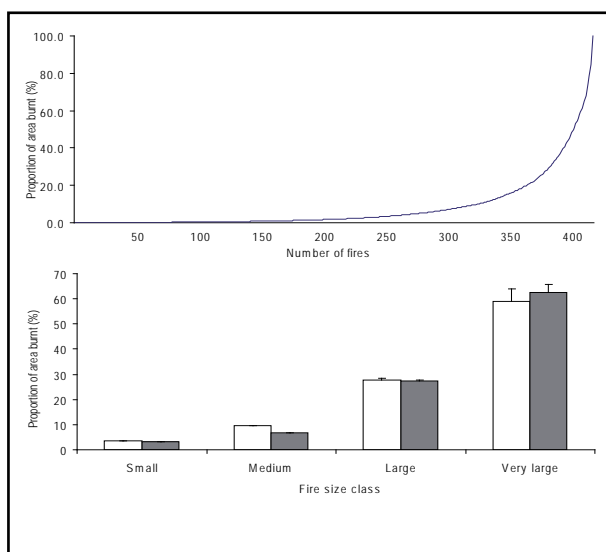 Proportion of area burnt (%)
100.0
80.0
60.0
40.0
20.0
0.0
50 100 150 200 250 300 350 400
Number of fires
Proportion of area burnt (%)
70
60
50
40
30
20
10
0
Small Medium Large Very large
Fire size class